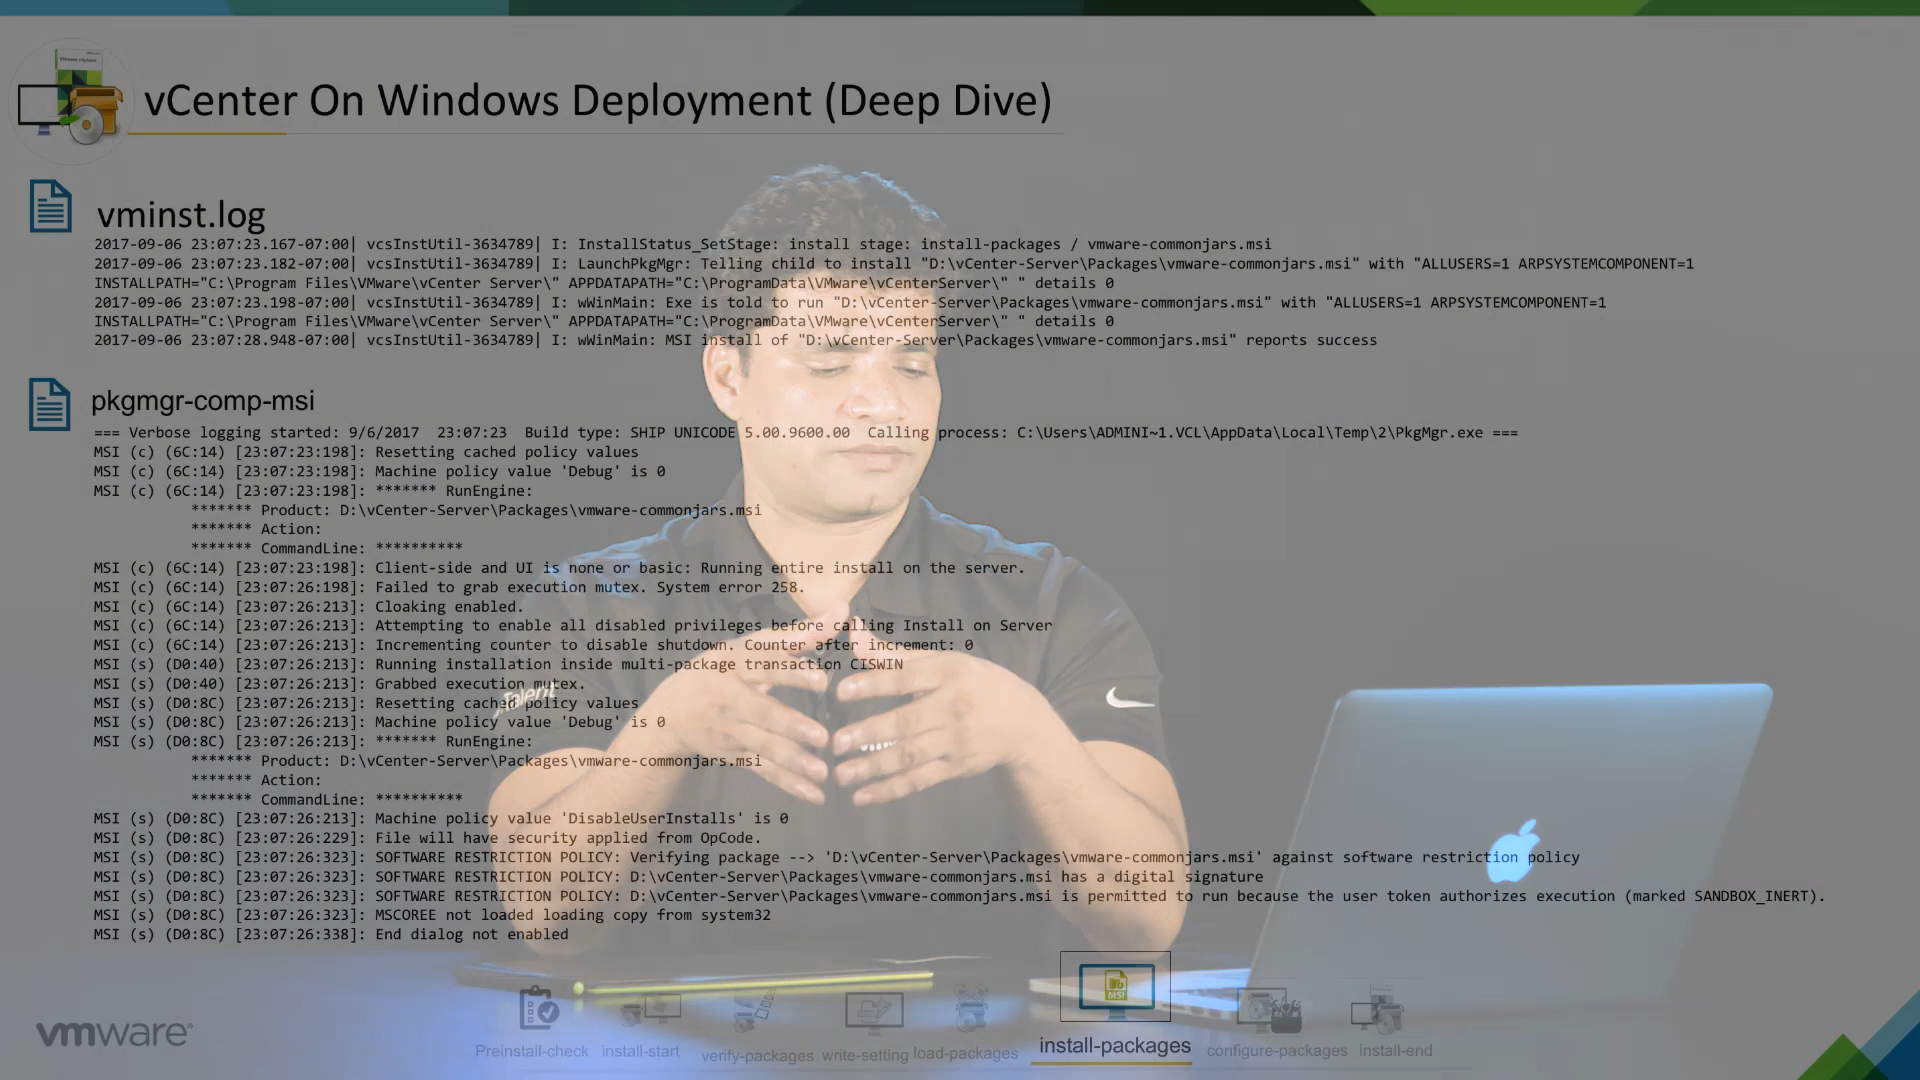 vCenter On Windows Deployment (Deep Dive)
vminst.log
2017-09-06 23:07:23.167-07:00| vcsInstUtil-3634789| I: InstallStatus_SetStage: install stage: install-packages / vmware-commonjars.msi
2017-09-06 23:07:23.182-07:00| vcsInstUtil-3634789| I: LaunchPkgMgr: Telling child to install "D:\vCenter-Server\Packages\vmware-commonjars.msi" with "ALLUSERS=1 ARPSYSTEMCOMPONENT=1
INSTALLPATH="C:\Program Files\VMware\vCenter Server\" APPDATAPATH="C:\ProgramData\VMware\vCenterServer\" " details 0
2017-09-06 23:07:23.198-07:00| vcsInstUtil-3634789| I: wWinMain: Exe is told to run "D:\vCenter-Server\Packages\vmware-commonjars.msi" with "ALLUSERS=1 ARPSYSTEMCOMPONENT=1
INSTALLPATH="C:\Program Files\VMware\vCenter Server\" APPDATAPATH="C:\ProgramData\VMware\vCenterServer\" " details 0
2017-09-06 23:07:28.948-07:00| vcsInstUtil-3634789| I: wWinMain: MSI install of "D:\vCenter-Server\Packages\vmware-commonjars.msi" reports success
pkgmgr-comp-msi
=== Verbose logging started: 9/6/2017  23:07:23  Build type: SHIP UNICODE 5.00.9600.00  Calling process: C:\Users\ADMINI~1.VCL\AppData\Local\Temp\2\PkgMgr.exe ===
MSI (c) (6C:14) [23:07:23:198]: Resetting cached policy values
MSI (c) (6C:14) [23:07:23:198]: Machine policy value 'Debug' is 0
MSI (c) (6C:14) [23:07:23:198]: ******* RunEngine:
******* Product: D:\vCenter-Server\Packages\vmware-commonjars.msi
******* Action:
******* CommandLine: **********
MSI (c) (6C:14) [23:07:23:198]: Client-side and UI is none or basic: Running entire install on the server.
MSI (c) (6C:14) [23:07:26:198]: Failed to grab execution mutex. System error 258.
MSI (c) (6C:14) [23:07:26:213]: Cloaking enabled.
MSI (c) (6C:14) [23:07:26:213]: Attempting to enable all disabled privileges before calling Install on Server
MSI (c) (6C:14) [23:07:26:213]: Incrementing counter to disable shutdown. Counter after increment: 0
MSI (s) (D0:40) [23:07:26:213]: Running installation inside multi-package transaction CISWIN
MSI (s) (D0:40) [23:07:26:213]: Grabbed execution mutex.
MSI (s) (D0:8C) [23:07:26:213]: Resetting cached policy values
MSI (s) (D0:8C) [23:07:26:213]: Machine policy value 'Debug' is 0
MSI (s) (D0:8C) [23:07:26:213]: ******* RunEngine:
******* Product: D:\vCenter-Server\Packages\vmware-commonjars.msi
******* Action:
******* CommandLine: **********
MSI (s) (D0:8C) [23:07:26:213]: Machine policy value 'DisableUserInstalls' is 0
MSI (s) (D0:8C) [23:07:26:229]: File will have security applied from OpCode.
MSI (s) (D0:8C) [23:07:26:323]: SOFTWARE RESTRICTION POLICY: Verifying package --> 'D:\vCenter-Server\Packages\vmware-commonjars.msi' against software restriction policy
MSI (s) (D0:8C) [23:07:26:323]: SOFTWARE RESTRICTION POLICY: D:\vCenter-Server\Packages\vmware-commonjars.msi has a digital signature
MSI (s) (D0:8C) [23:07:26:323]: SOFTWARE RESTRICTION POLICY: D:\vCenter-Server\Packages\vmware-commonjars.msi is permitted to run because the user token authorizes execution (marked SANDBOX_INERT).
MSI (s) (D0:8C) [23:07:26:323]: MSCOREE not loaded loading copy from system32
MSI (s) (D0:8C) [23:07:26:338]: End dialog not enabled
Talent
MSI
vmware
Preinstall-check install-start verify-packages write-setting load-packages install-packages configure-packages install-end